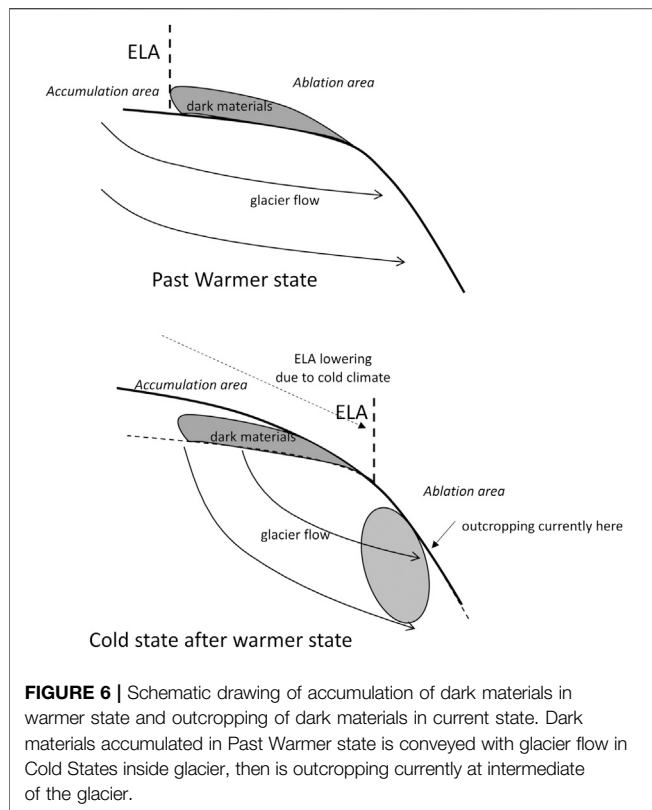 ELA
Accumulation area
Ablation area
dark materials
glacier flow
Past Warmer state
ELA lowering
due to cold climate
Accumulation area
ELA
dark materials
Ablation area
outcropping currently here
glacier flow
Cold state after warmer state
FIGURE 6 | Schematic drawing of accumulation of dark materials in
warmer state and outcropping of dark materials in current state. Dark
materials accumulated in Past Warmer state is conveyed with glacier flow in
Cold States inside glacier, then is outcropping currently at intermediate
of the glacier.